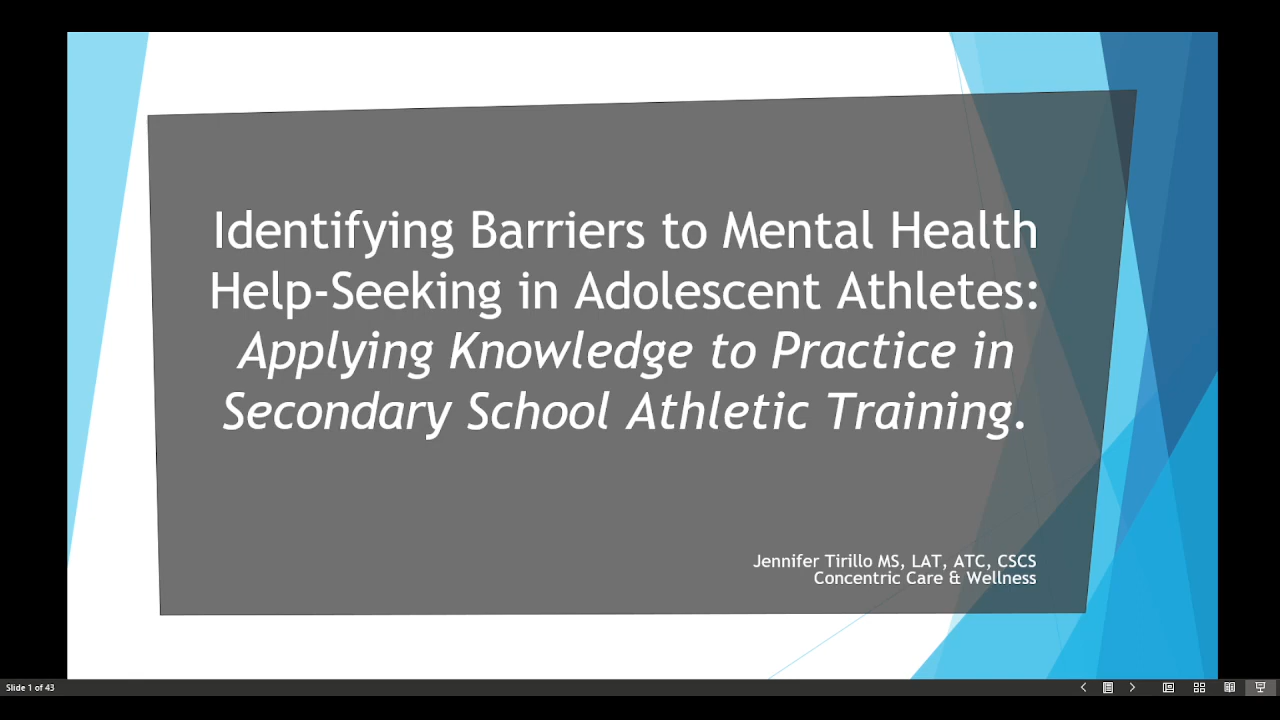 Identifying Barriers to Mental Health
Help-Seeking in Adolescent Athletes:
Applying Knowledge to Practice in
Secondary School Athletic Training.
Jennifer Tirillo MS, LAT, ATC, CSCS
Concentric Care & Wellness
Slide 1 of 43